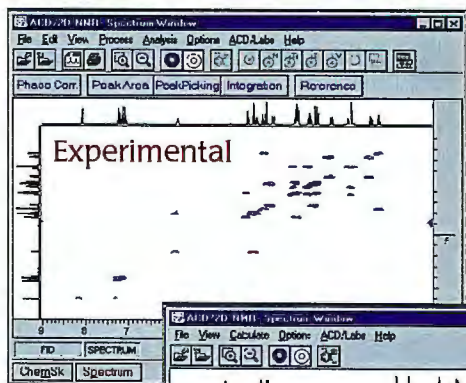 ACD/2D NMR - Spectrum Window
File Edit View Process Analysis Options ACD/Labs Help
Phase Corr. PeakArea PeakPicking Integration Reference
Experimental
9 8 7
FID SPECTRUM
ChemSk Spectrum
ACD/2D NMR - Spectrum Window
File View Calculate Options ACD/Labs Help